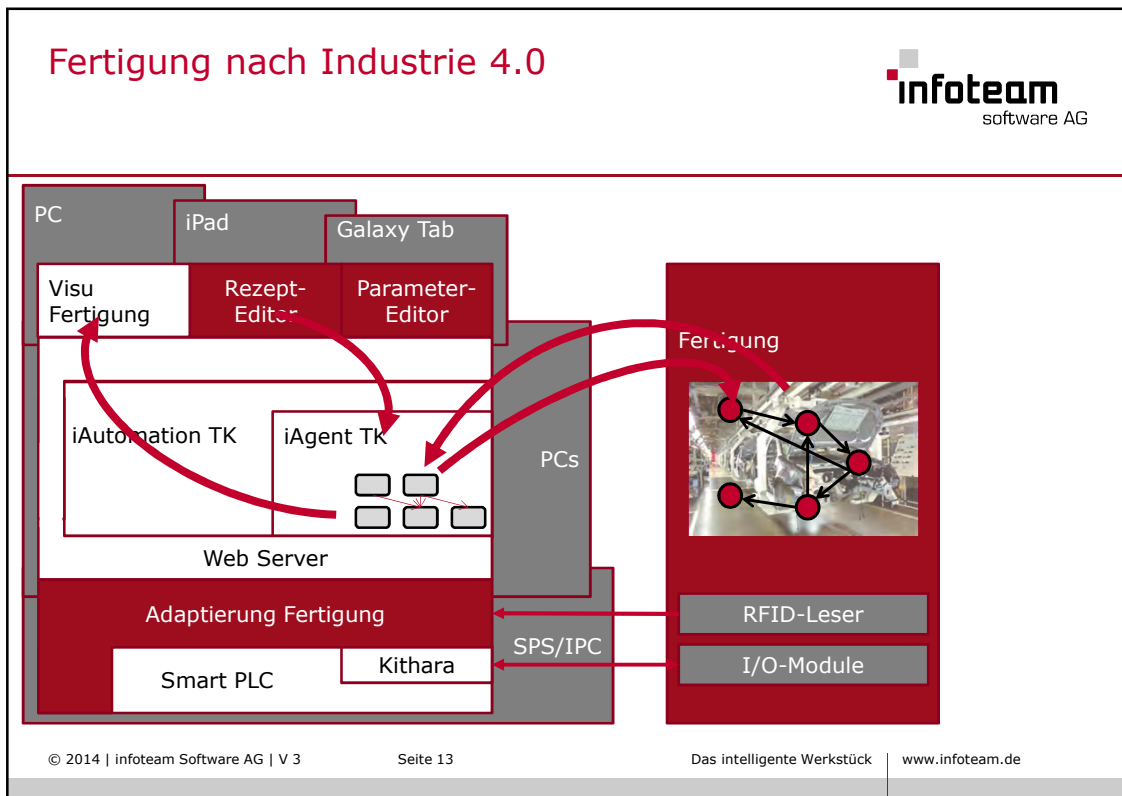 Fertigung nach Industrie 4.0
infoteam
software AG
PC
iPad
Galaxy Tab
Visu
Fertigung
Rezept-
Editor
Parameter-
Editor
Fertigung
iAutomation TK
iAgent TK
PCs
Web Server
Adaptierung Fertigung
RFID-Leser
SPS/IPC
Kithara
I/O-Module
Smart PLC
© 2014 | infoteam Software AG | V 3
Seite 13
Das intelligente Werkstück
www.infoteam.de